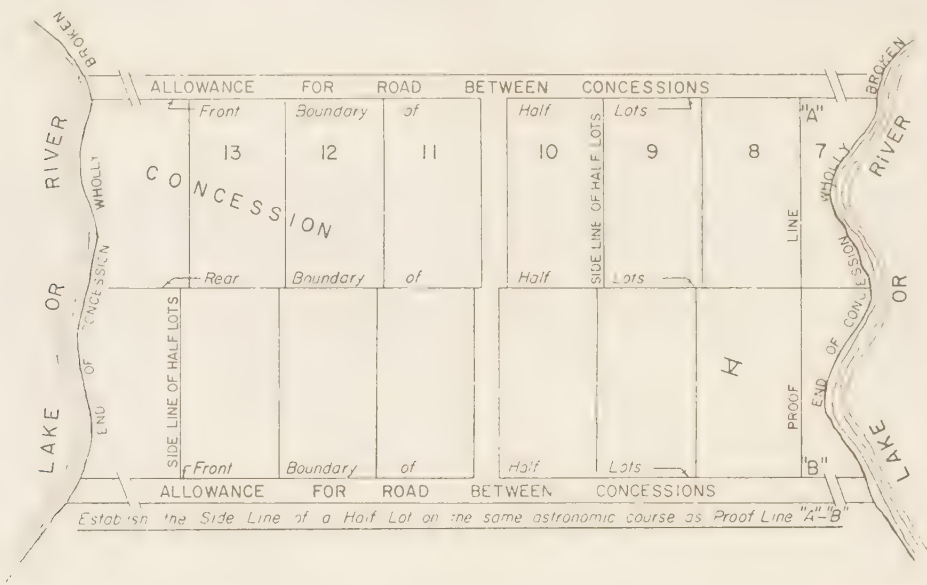 BROKEN
BROKEN
ALLOWANCE FOR ROAD BETWEEN CONCESSIONS
Front Boundary of Half Lots
"A"
13 12 11 10 9 8 7
CONCESSION
LAKE OR RIVER
END OF CONCESSION WHOLLY
SIDE LINE OF HALF LOTS
PROOF LINE
END OF CONCESSION WHOLLY
LAKE OR RIVER
Rear Boundary of Half Lots
SIDE LINE OF HALF LOTS
Front Boundary of Half Lots
"B"
ALLOWANCE FOR ROAD BETWEEN CONCESSIONS
Establish the Side Line of a Half Lot on the same astronomic course as Proof Line "A"-"B"